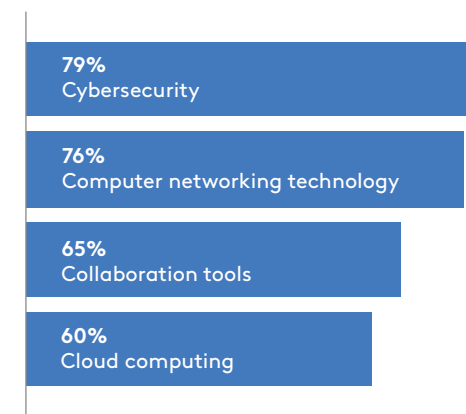 79%
Cybersecurity
76%
Computer networking technology
65%
Collaboration tools
60%
Cloud computing